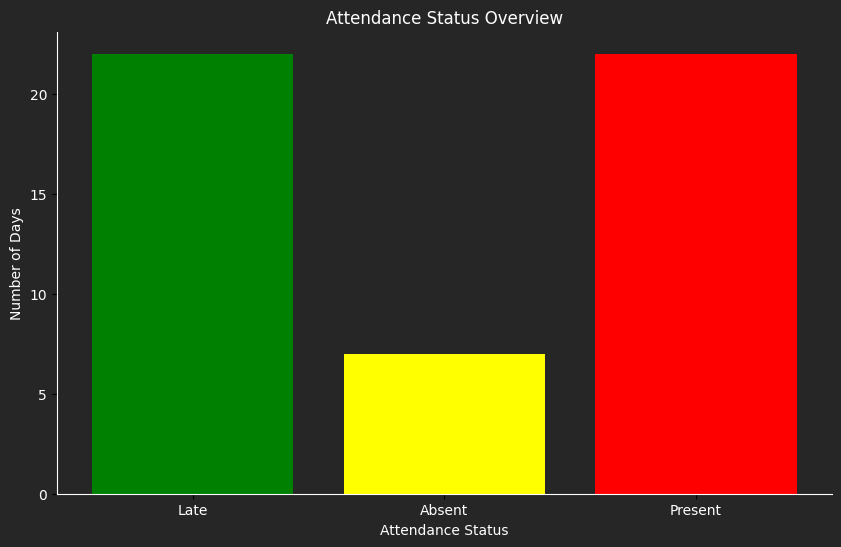 Attendance Status Overview
Number of Days
20
15
10
5
0
Late Absent Present
Attendance Status